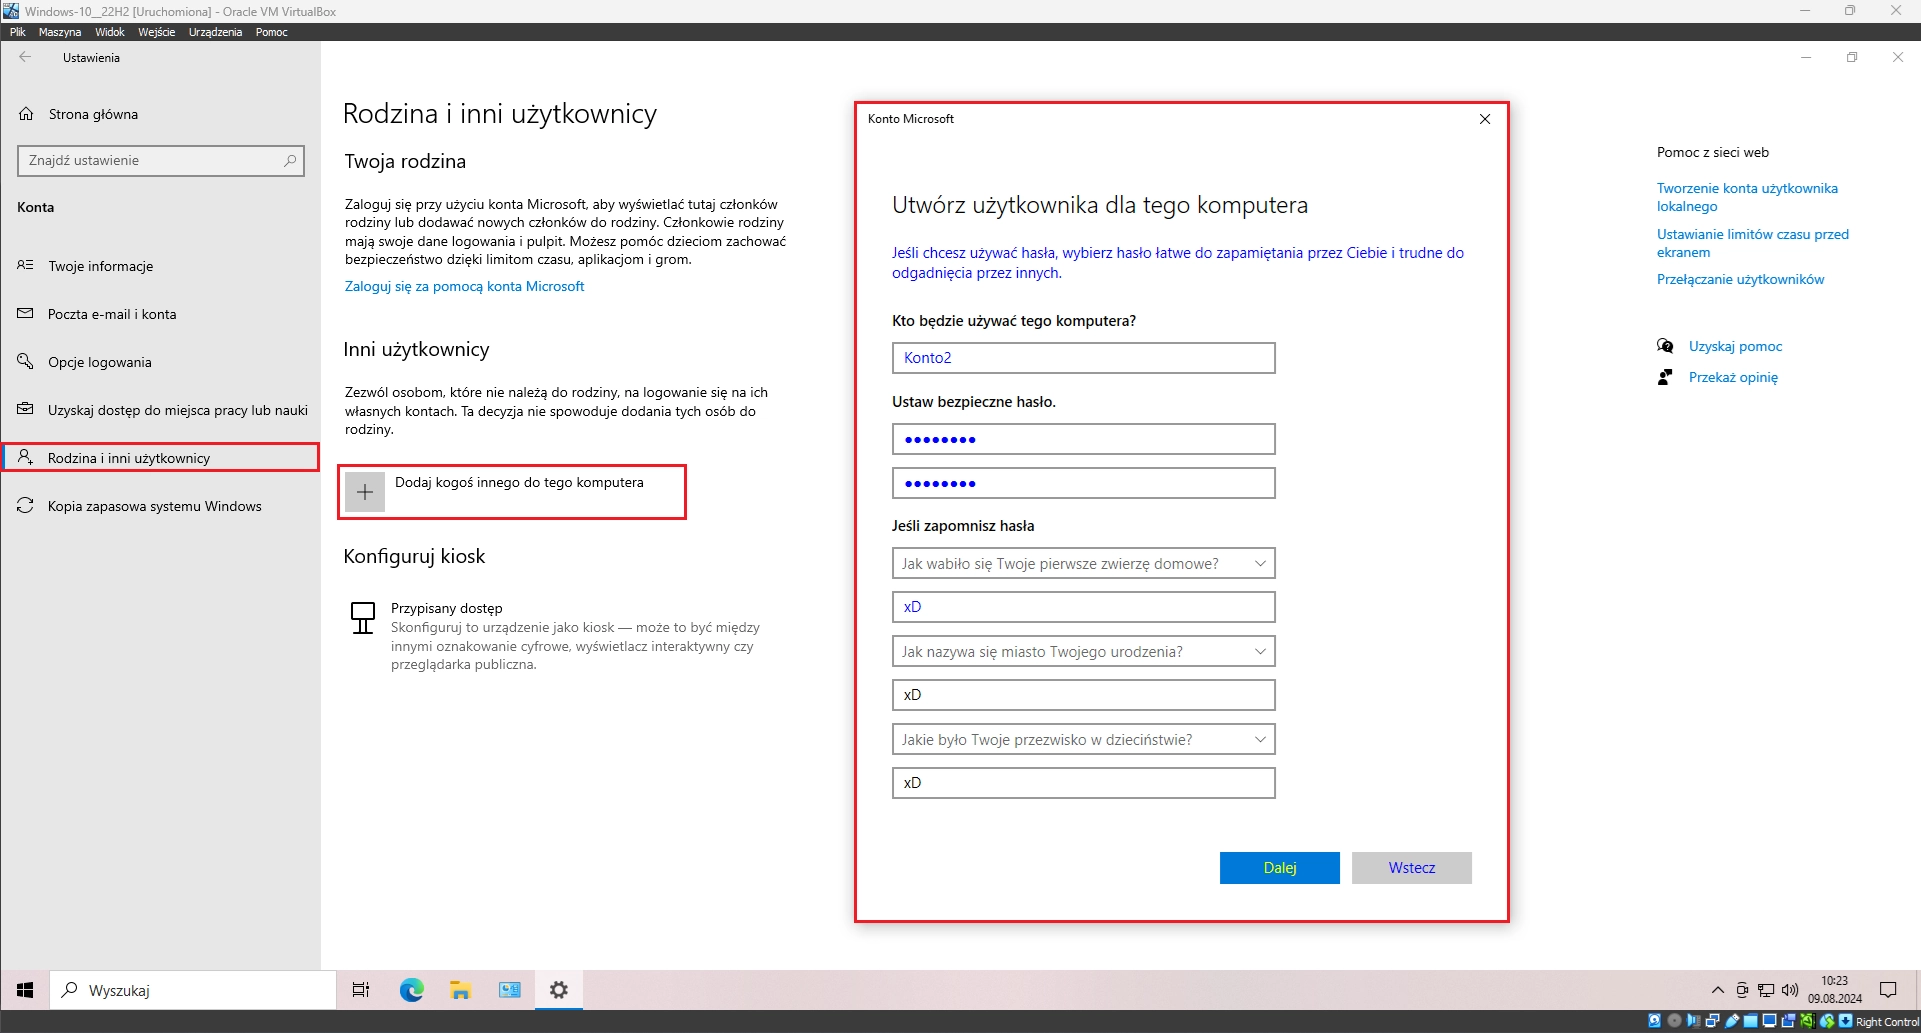 Windows-10__22H2 [Uruchomiona] - Oracle VM VirtualBox
Plik Maszyna Widok Wejście Urządzenia Pomoc
Ustawienia
Strona główna
Znajdź ustawienie
Konta
Twoje informacje
Poczta e-mail i konta
Opcje logowania
Uzyskaj dostęp do miejsca pracy lub nauki
Rodzina i inni użytkownicy
Kopia zapasowa systemu Windows
Rodzina i inni użytkownicy
Twoja rodzina
Zaloguj się przy użyciu konta Microsoft, aby wyświetlać tutaj członków
rodziny lub dodawać nowych członków do rodziny. Członkowie rodziny
mają swoje dane logowania i pulpit. Możesz pomóc dzieciom zachować
bezpieczeństwo dzięki limitom czasu, aplikacjom i grom.
Zaloguj się za pomocą konta Microsoft
Inni użytkownicy
Zezwól osobom, które nie należą do rodziny, na logowanie się na ich
własnych kontach. Ta decyzja nie spowoduje dodania tych osób do
rodziny.
Dodaj kogoś innego do tego komputera
Konfiguruj kiosk
Przypisany dostęp
Skonfiguruj to urządzenie jako kiosk — może to być między
innymi oznakowanie cyfrowe, wyświetlacz interaktywny czy
przeglądarka publiczna.
Konto Microsoft
Utwórz użytkownika dla tego komputera
Jeśli chcesz używać hasła, wybierz hasło łatwe do zapamiętania przez Ciebie i trudne do
odgadnięcia przez innych.
Kto będzie używać tego komputera?
Konto2
Ustaw bezpieczne hasło.
●●●●●●●●
●●●●●●●●
Jeśli zapomnisz hasła
Jak wabiło się Twoje pierwsze zwierzę domowe?
xD
Jak nazywa się miasto Twojego urodzenia?
xD
Jakie było Twoje przezwisko w dzieciństwie?
xD
Dalej
Wstecz
Pomoc z sieci web
Tworzenie konta użytkownika
lokalnego
Ustawianie limitów czasu przed
ekranem
Przełączanie użytkowników
Uzyskaj pomoc
Przekaż opinię
Wyszukaj
10:23
09.08.2024
Right Control